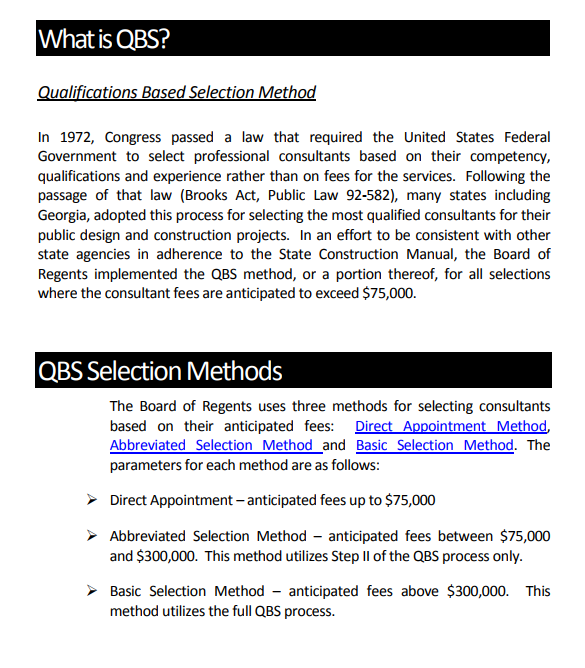 What is QBS?
Qualifications Based Selection Method
In 1972, Congress passed a law that required the United States Federal
Government to select professional consultants based on their competency,
qualifications and experience rather than on fees for the services. Following the
passage of that law (Brooks Act, Public Law 92-582), many states including
Georgia, adopted this process for selecting the most qualified consultants for their
public design and construction projects. In an effort to be consistent with other
state agencies in adherence to the State Construction Manual, the Board of
Regents implemented the QBS method, or a portion thereof, for all selections
where the consultant fees are anticipated to exceed $75,000.
QBS Selection Methods
The Board of Regents uses three methods for selecting consultants
based on their anticipated fees: Direct Appointment Method,
Abbreviated Selection Method and Basic Selection Method. The
parameters for each method are as follows:
➢ Direct Appointment – anticipated fees up to $75,000
➢ Abbreviated Selection Method – anticipated fees between $75,000
and $300,000. This method utilizes Step II of the QBS process only.
➢ Basic Selection Method – anticipated fees above $300,000. This
method utilizes the full QBS process.